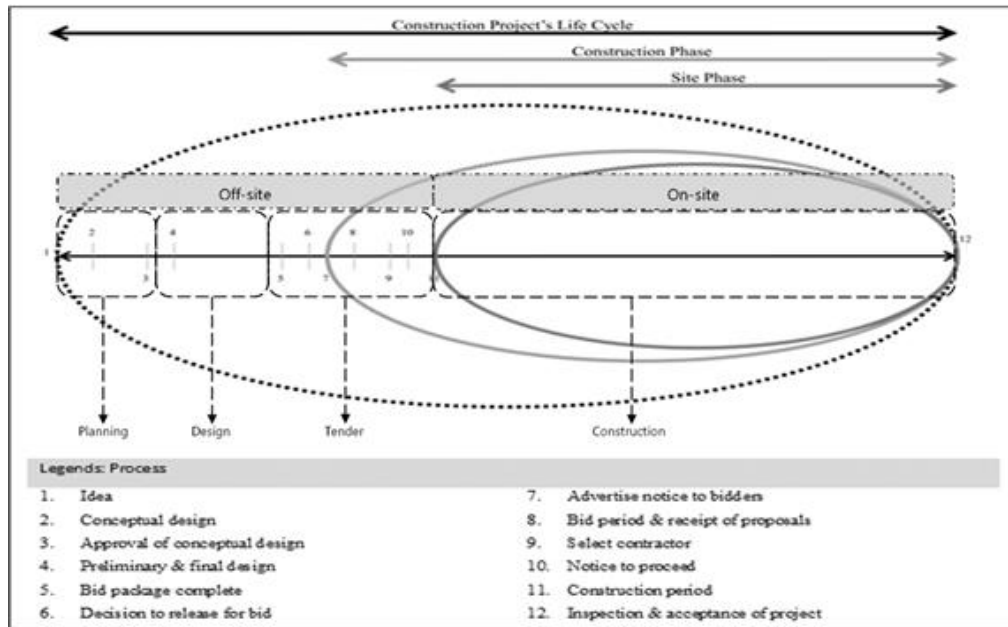 Construction Project's Life Cycle
Construction Phase
Site Phase
Off-site On-site
2 4 6 8 10
1 12
3 5 7 9
Planning Design Tender Construction
Legends: Process
1. Idea
2. Conceptual design
3. Approval of conceptual design
4. Preliminary & final design
5. Bid package complete
6. Decision to release for bid
7. Advertise notice to bidders
8. Bid period & receipt of proposals
9. Select contractor
10. Notice to proceed
11. Construction period
12. Inspection & acceptance of project